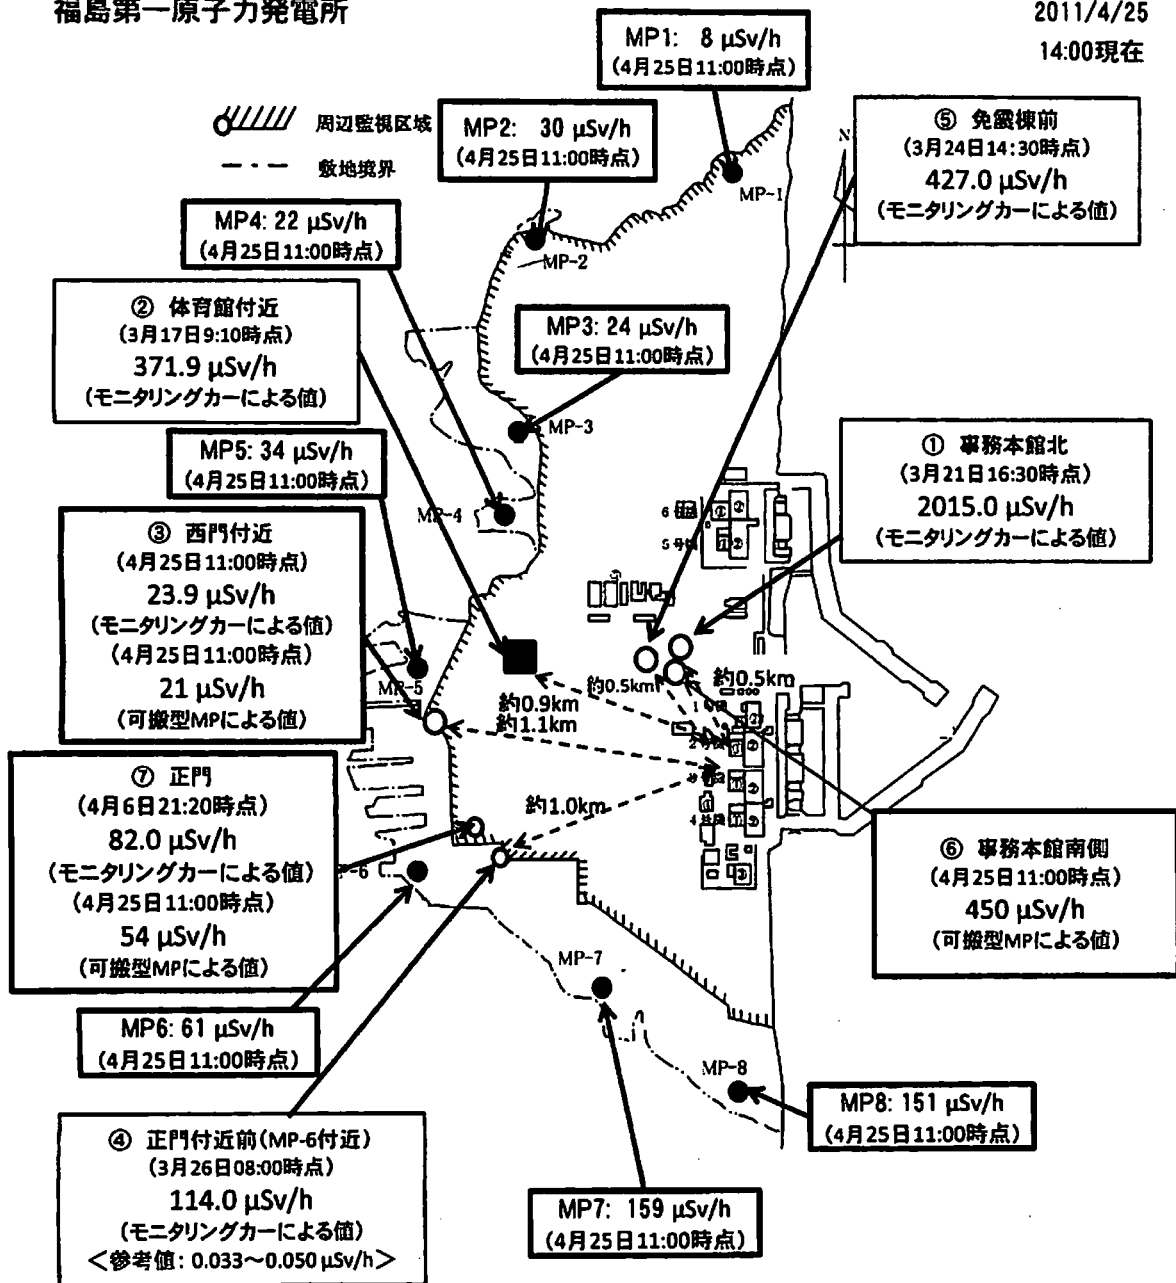 福島第一原子力発電所
2011/4/25
14:00現在
周辺監視区域
敷地境界
N
MP1: 8 μSv/h
(4月25日11:00時点)
MP2: 30 μSv/h
(4月25日11:00時点)
MP4: 22 μSv/h
(4月25日11:00時点)
⑤ 免震棟前
(3月24日14:30時点)
427.0 μSv/h
(モニタリングカーによる値)
② 体育館付近
(3月17日9:10時点)
371.9 μSv/h
(モニタリングカーによる値)
MP3: 24 μSv/h
(4月25日11:00時点)
MP5: 34 μSv/h
(4月25日11:00時点)
① 事務本館北
(3月21日16:30時点)
2015.0 μSv/h
(モニタリングカーによる値)
③ 西門付近
(4月25日11:00時点)
23.9 μSv/h
(モニタリングカーによる値)
(4月25日11:00時点)
21 μSv/h
(可搬型MPによる値)
MP-1
MP-2
MP-3
MP-4
MP-5
約0.5km
約0.5km
約0.9km
約1.1km
約1.0km
⑦ 正門
(4月6日21:20時点)
82.0 μSv/h
(モニタリングカーによる値)
(4月25日11:00時点)
54 μSv/h
(可搬型MPによる値)
-6
⑥ 事務本館南側
(4月25日11:00時点)
450 μSv/h
(可搬型MPによる値)
MP-7
MP-8
MP6: 61 μSv/h
(4月25日11:00時点)
MP8: 151 μSv/h
(4月25日11:00時点)
④ 正門付近前(MP-6付近)
(3月26日08:00時点)
114.0 μSv/h
(モニタリングカーによる値)
<参考値: 0.033～0.050 μSv/h>
MP7: 159 μSv/h
(4月25日11:00時点)